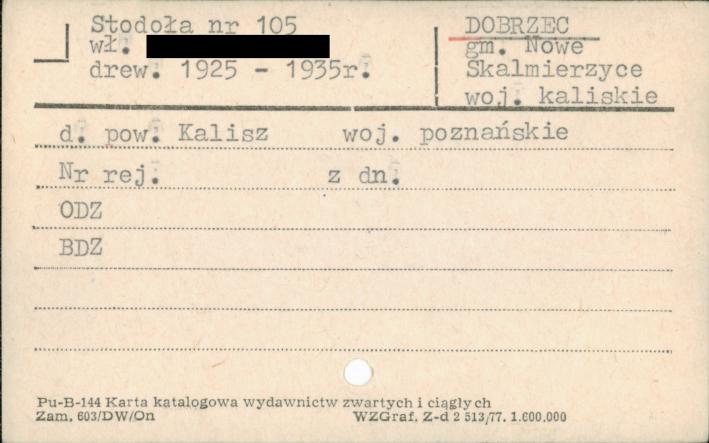 Stodoła nr 105
wł.
drew. 1925 - 1935r.
DOBRZEC
gm. Nowe
Skalmierzyce
woj. kaliskie
d. pow. Kalisz woj. poznańskie
Nr rej. z dn.
ODZ
BDZ
Pu-B-144 Karta katalogowa wydawnictw zwartych i ciągłych
Zam. 603/DW/On WZGraf. Z-d 2 513/77. 1.600.000